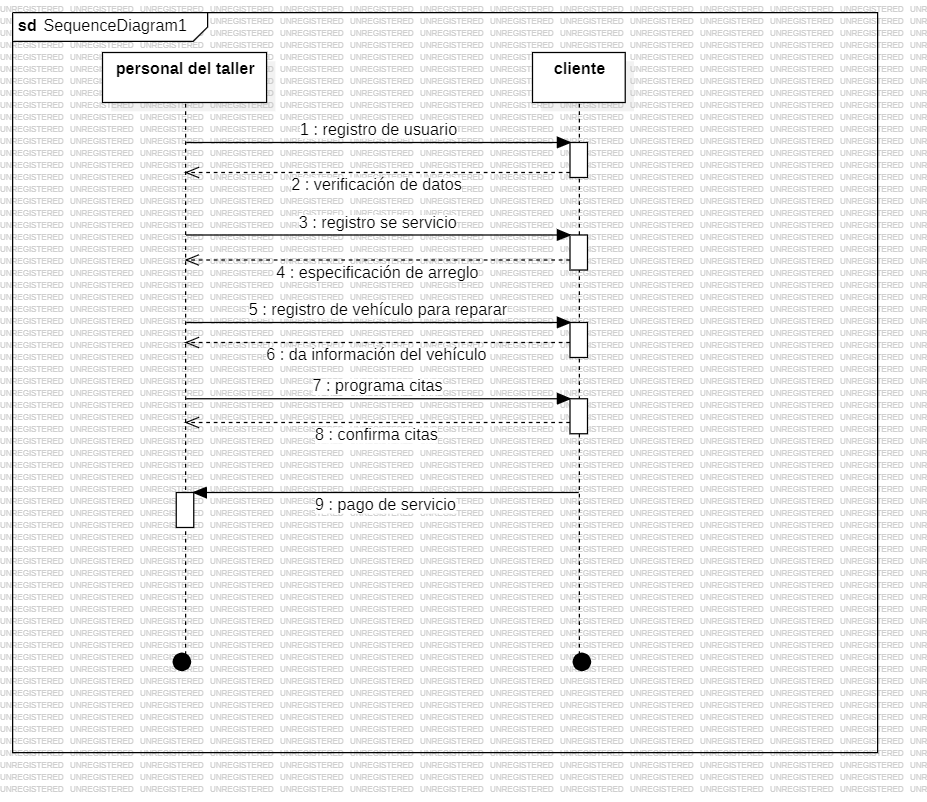 sd SequenceDiagram1
personal del taller
cliente
1 : registro de usuario
2 : verificación de datos
3 : registro se servicio
4 : especificación de arreglo
5 : registro de vehículo para reparar
6 : da información del vehículo
7 : programa citas
8 : confirma citas
9 : pago de servicio
UNREGISTERED